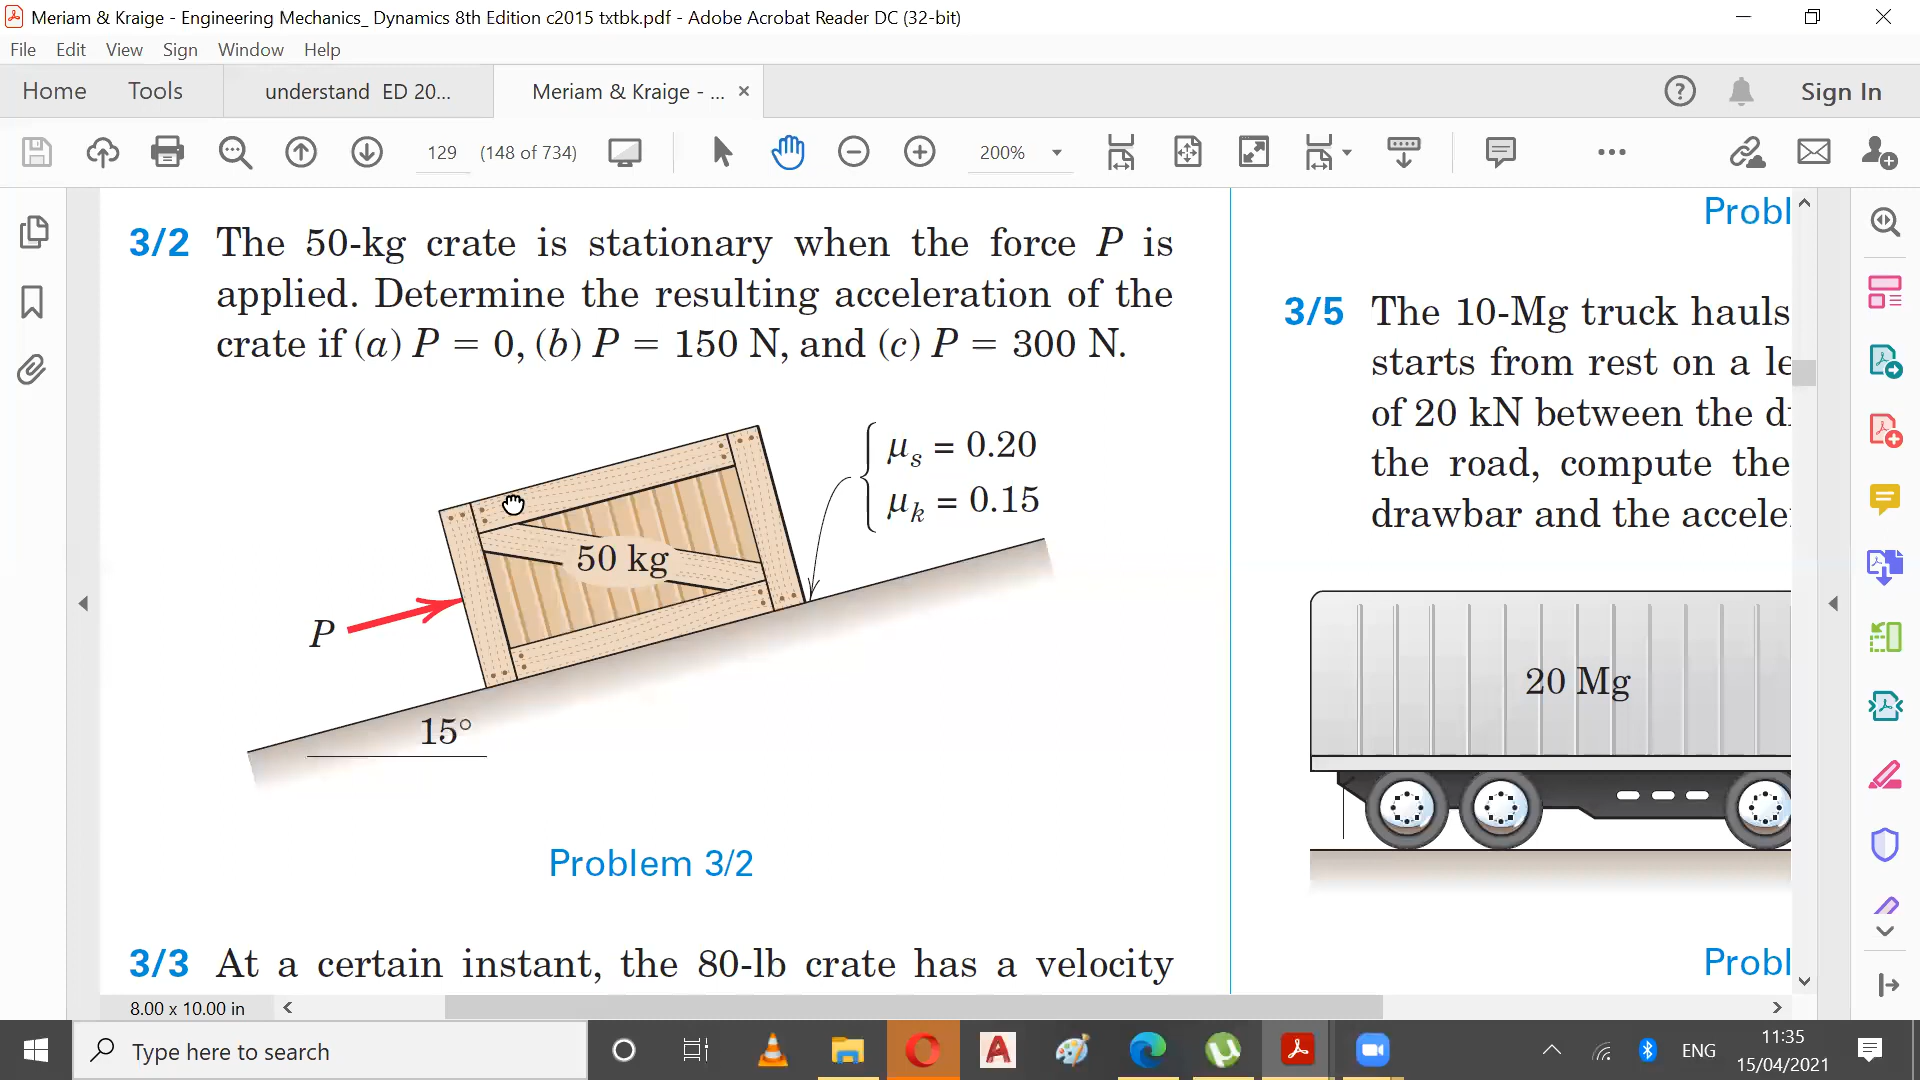 Meriam & Kraige - Engineering Mechanics_ Dynamics 8th Edition c2015 txtbk.pdf - Adobe Acrobat Reader DC (32-bit)
File Edit View Sign Window Help
Home Tools understand ED 20... Meriam & Kraige - ... × Sign In
129 (148 of 734) 200%
3/2 The 50-kg crate is stationary when the force P is
applied. Determine the resulting acceleration of the
crate if (a) P = 0, (b) P = 150 N, and (c) P = 300 N.
μs = 0.20
μk = 0.15
50 kg
P
15°
Problem 3/2
3/3 At a certain instant, the 80-lb crate has a velocity
Probl
3/5 The 10-Mg truck hauls
starts from rest on a le
of 20 kN between the d
the road, compute the
drawbar and the accele
20 Mg
Probl
8.00 x 10.00 in
Type here to search
ENG
11:35
15/04/2021